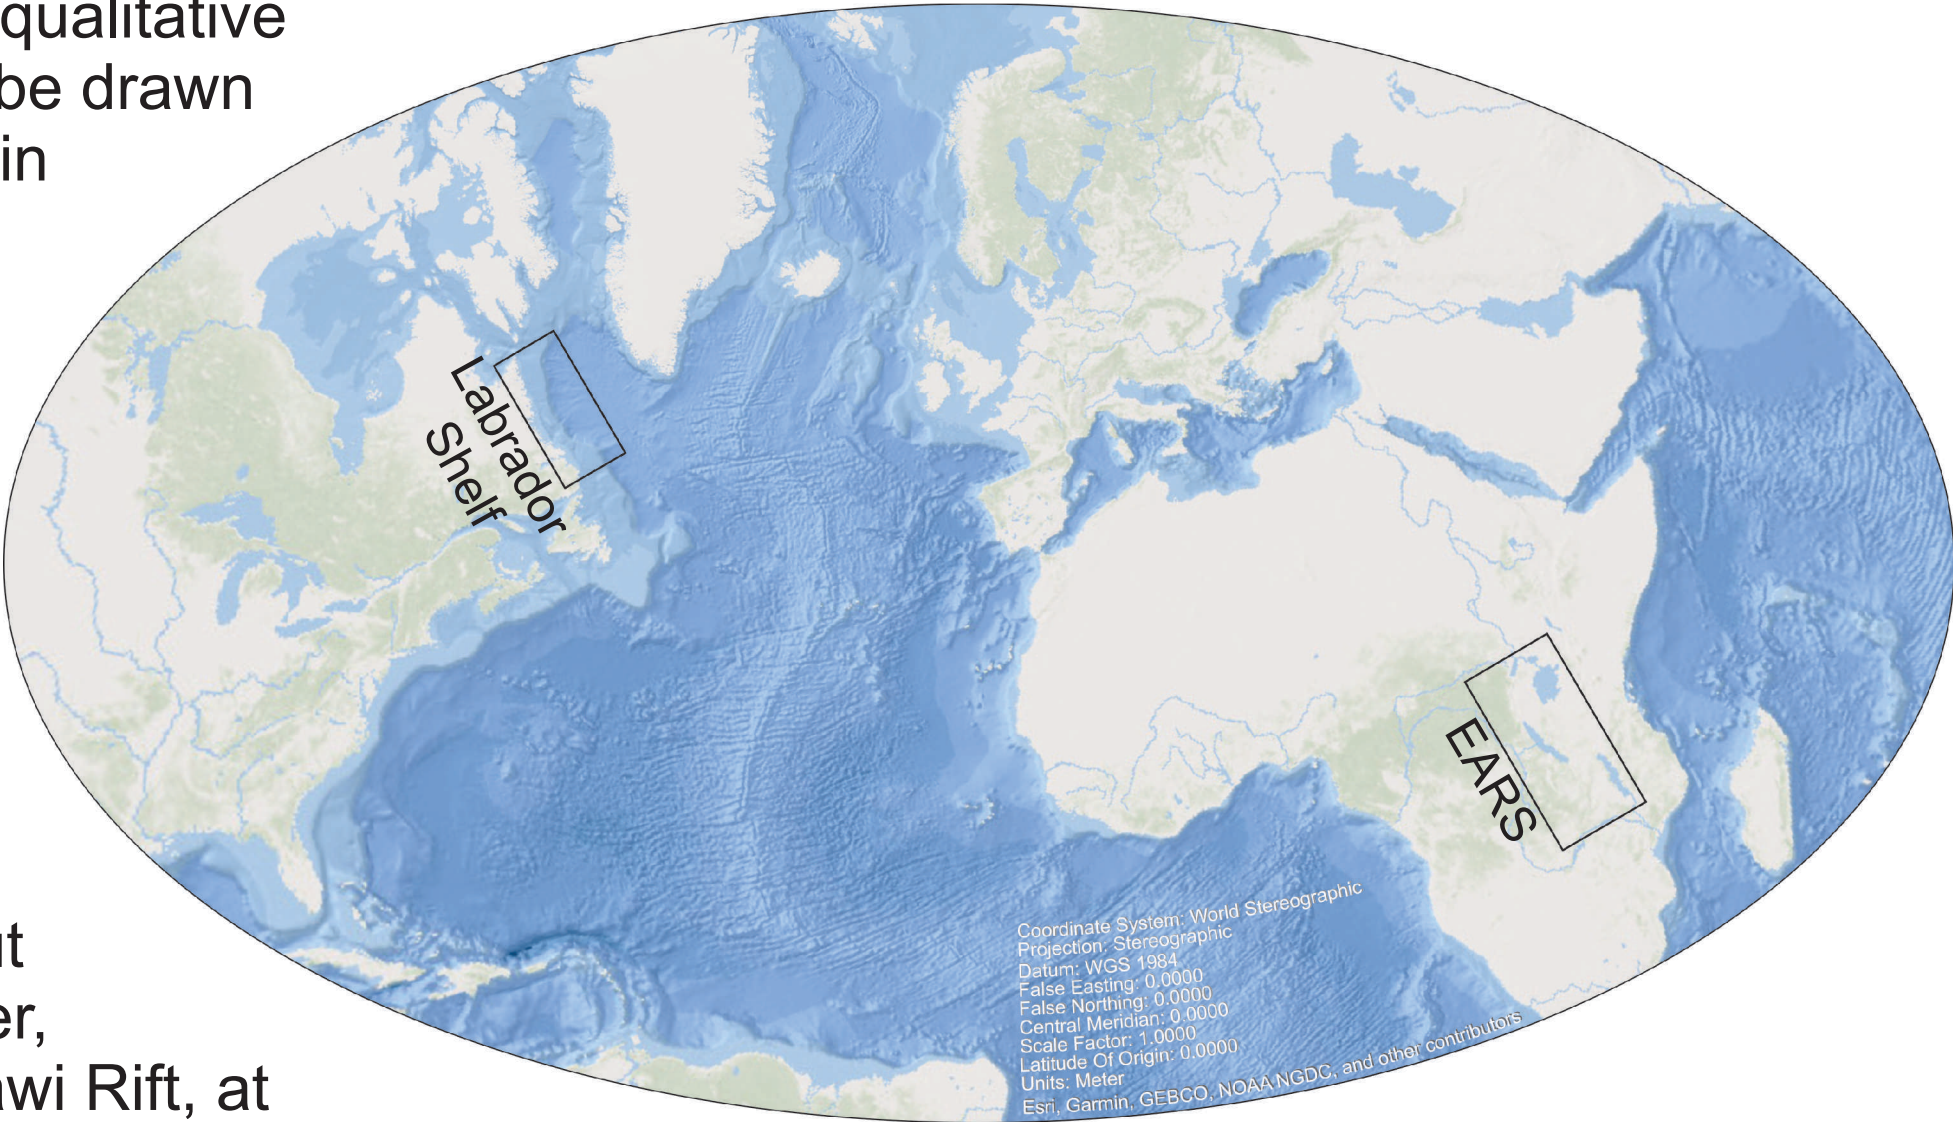 qualitative
be drawn
in
Labrador
Shelf
EARS
Coordinate System: World Stereographic
Projection: Stereographic
Datum: WGS 1984
False Easting: 0.0000
False Northing: 0.0000
Central Meridian: 0.0000
Scale Factor: 1.0000
Latitude Of Origin: 0.0000
Units: Meter
Esri, Garmin, GEBCO, NOAA NGDC, and other contributors
Rift, at